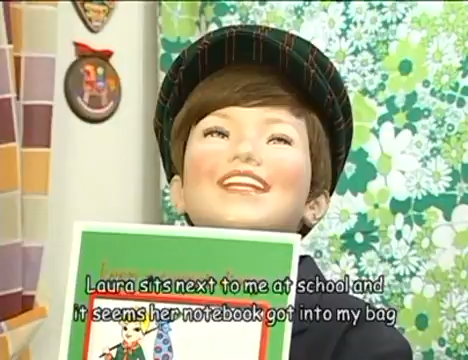 Laura sits next to me at school and
it seems her notebook got into my bag